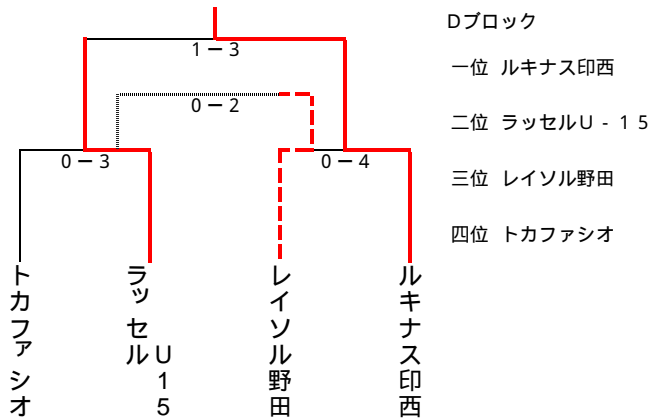 Dブロック
1－3
一位 ルキナス印西
0－2
二位 ラッセルU-15
0－3
0－4
三位 レイソル野田
四位 トカファシオ
トカファシオ
ラッセル
U15
レイソル野田
ルキナス印西